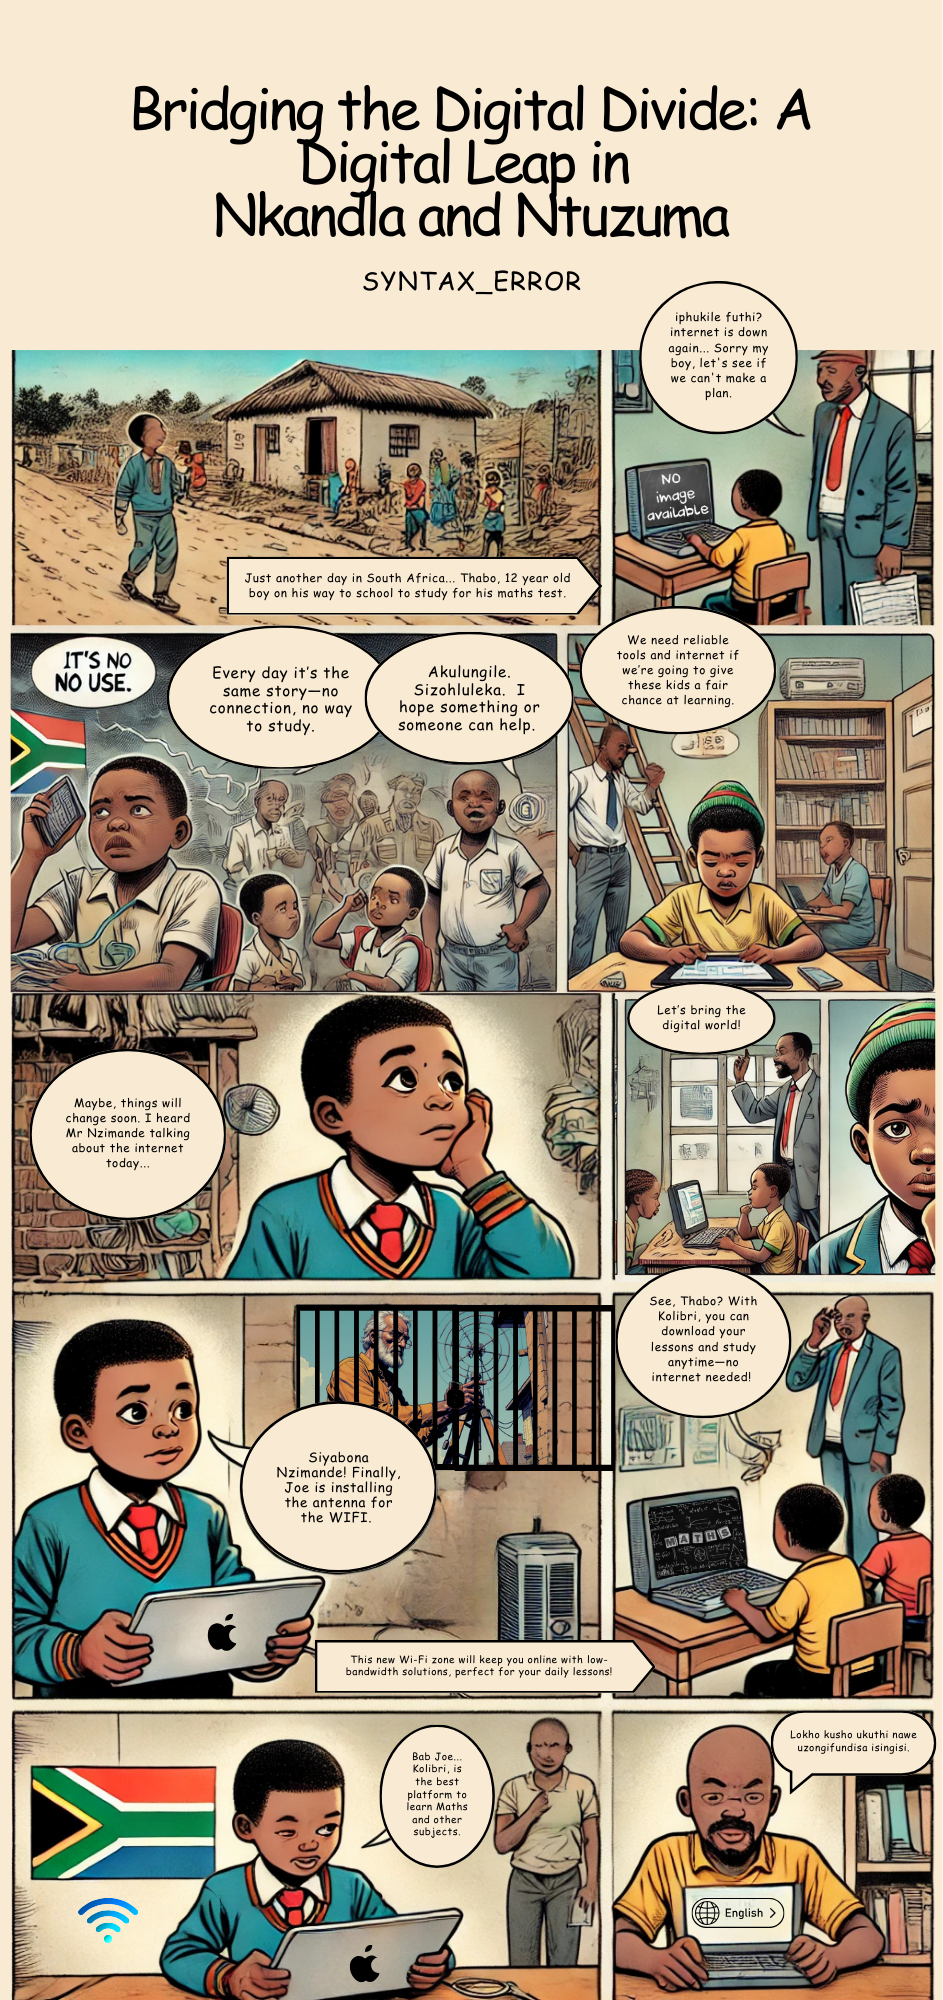 Bridging the Digital Divide: A
Digital Leap in
Nkandla and Ntuzuma
SYNTAX_ERROR
iphukile futhi?
internet is down
again... Sorry my
boy, let's see if
we can't make a
plan.
NO
image
available
Just another day in South Africa... Thabo, 12 year old
boy on his way to school to study for his maths test.
IT'S NO
NO USE.
Every day it's the
same story—no
connection, no way
to study.
Akulungile.
Sizohluleka. I
hope something or
someone can help.
We need reliable
tools and internet if
we're going to give
these kids a fair
chance at learning.
Maybe, things will
change soon. I heard
Mr Nzimande talking
about the internet
today...
Let's bring the
digital world!
Siyabona
Nzimande! Finally,
Joe is installing
the antenna for
the WIFI.
See, Thabo? With
Kolibri, you can
download your
lessons and study
anytime—no
internet needed!
MATHS
This new Wi-Fi zone will keep you online with low-
bandwidth solutions, perfect for your daily lessons!
Bab Joe...
Kolibri, is
the best
platform to
learn Maths
and other
subjects.
Lokho kusho ukuthi nawe
uzongifundisa isingisi.
English